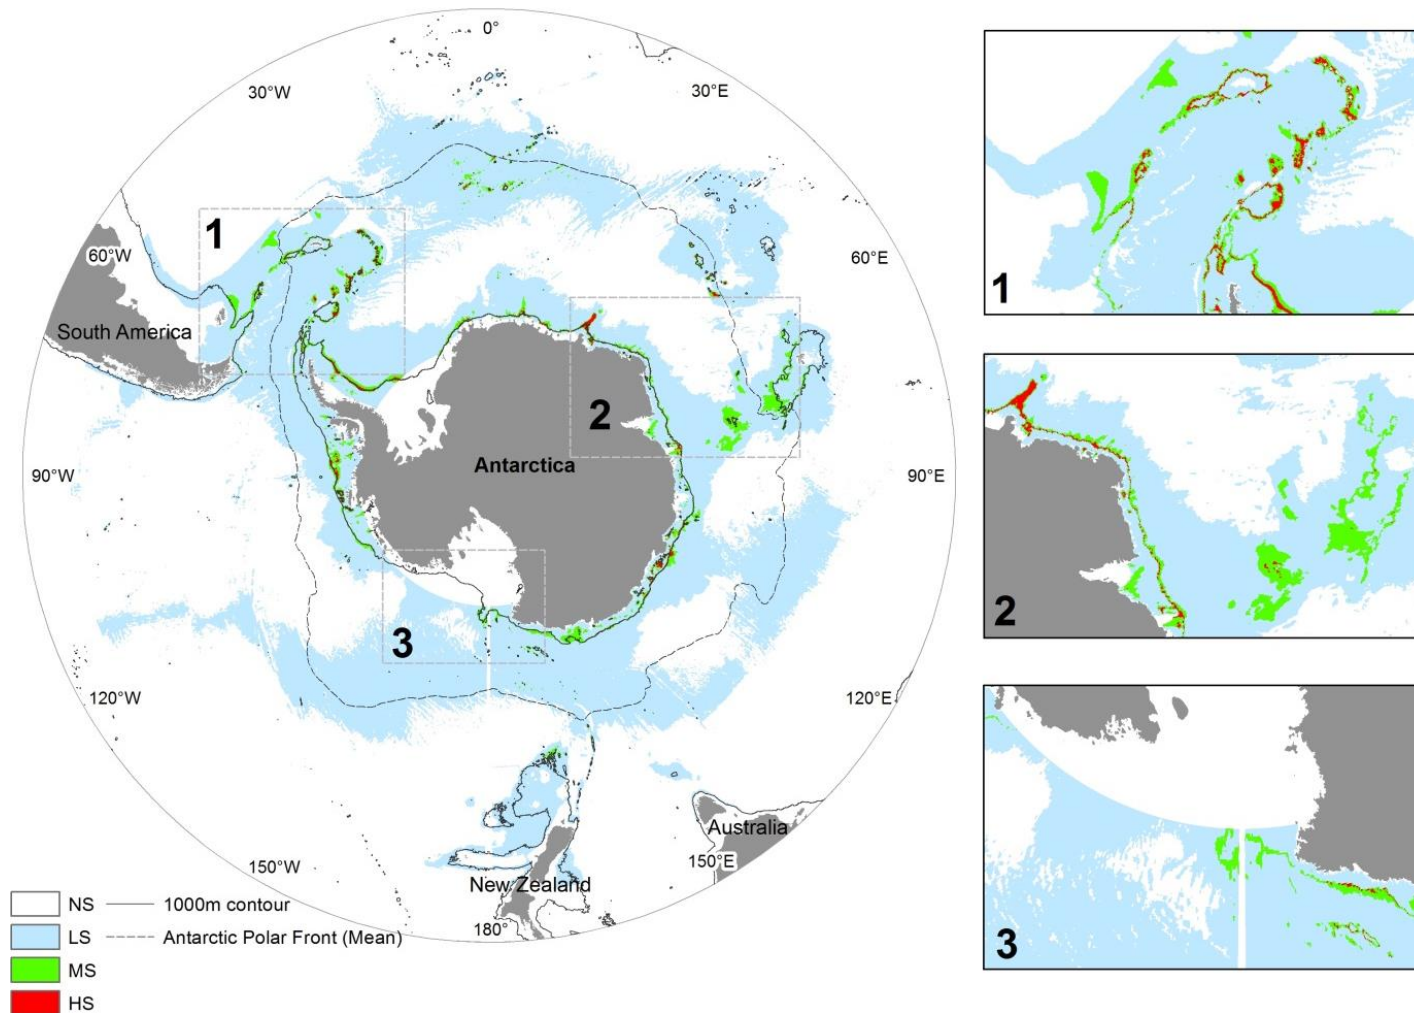 0°
30°W
30°E
1
60°W
60°E
South America
2
1
Antarctica
90°W
90°E
2
3
120°W
120°E
Australia
150°E
150°W
New Zealand
180°
3
NS
1000m contour
LS
Antarctic Polar Front (Mean)
MS
HS